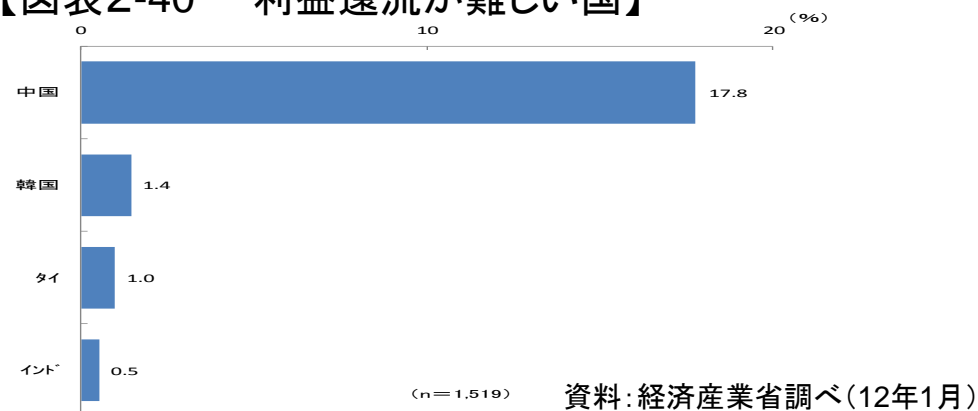 【図表2-40　利益還流が難しい国】
(%)
0 10 20
中国 17.8
韓国 1.4
タイ 1.0
インド 0.5
(n=1,519) 資料:経済産業省調べ(12年1月)